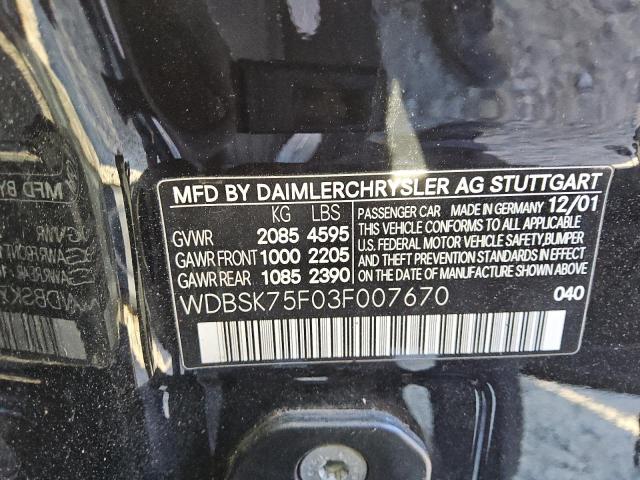 MFD BY DAIMLERCHRYSLER AG STUTTGART
KG LBS
GVWR 2085 4595
GAWR FRONT 1000 2205
GAWR REAR 1085 2390
PASSENGER CAR MADE IN GERMANY 12/01
THIS VEHICLE CONFORMS TO ALL APPLICABLE
U.S. FEDERAL MOTOR VEHICLE SAFETY,BUMPER
AND THEFT PREVENTION STANDARDS IN EFFECT
ON THE DATE OF MANUFACTURE SHOWN ABOVE.
WDBSK75F03F007670 040